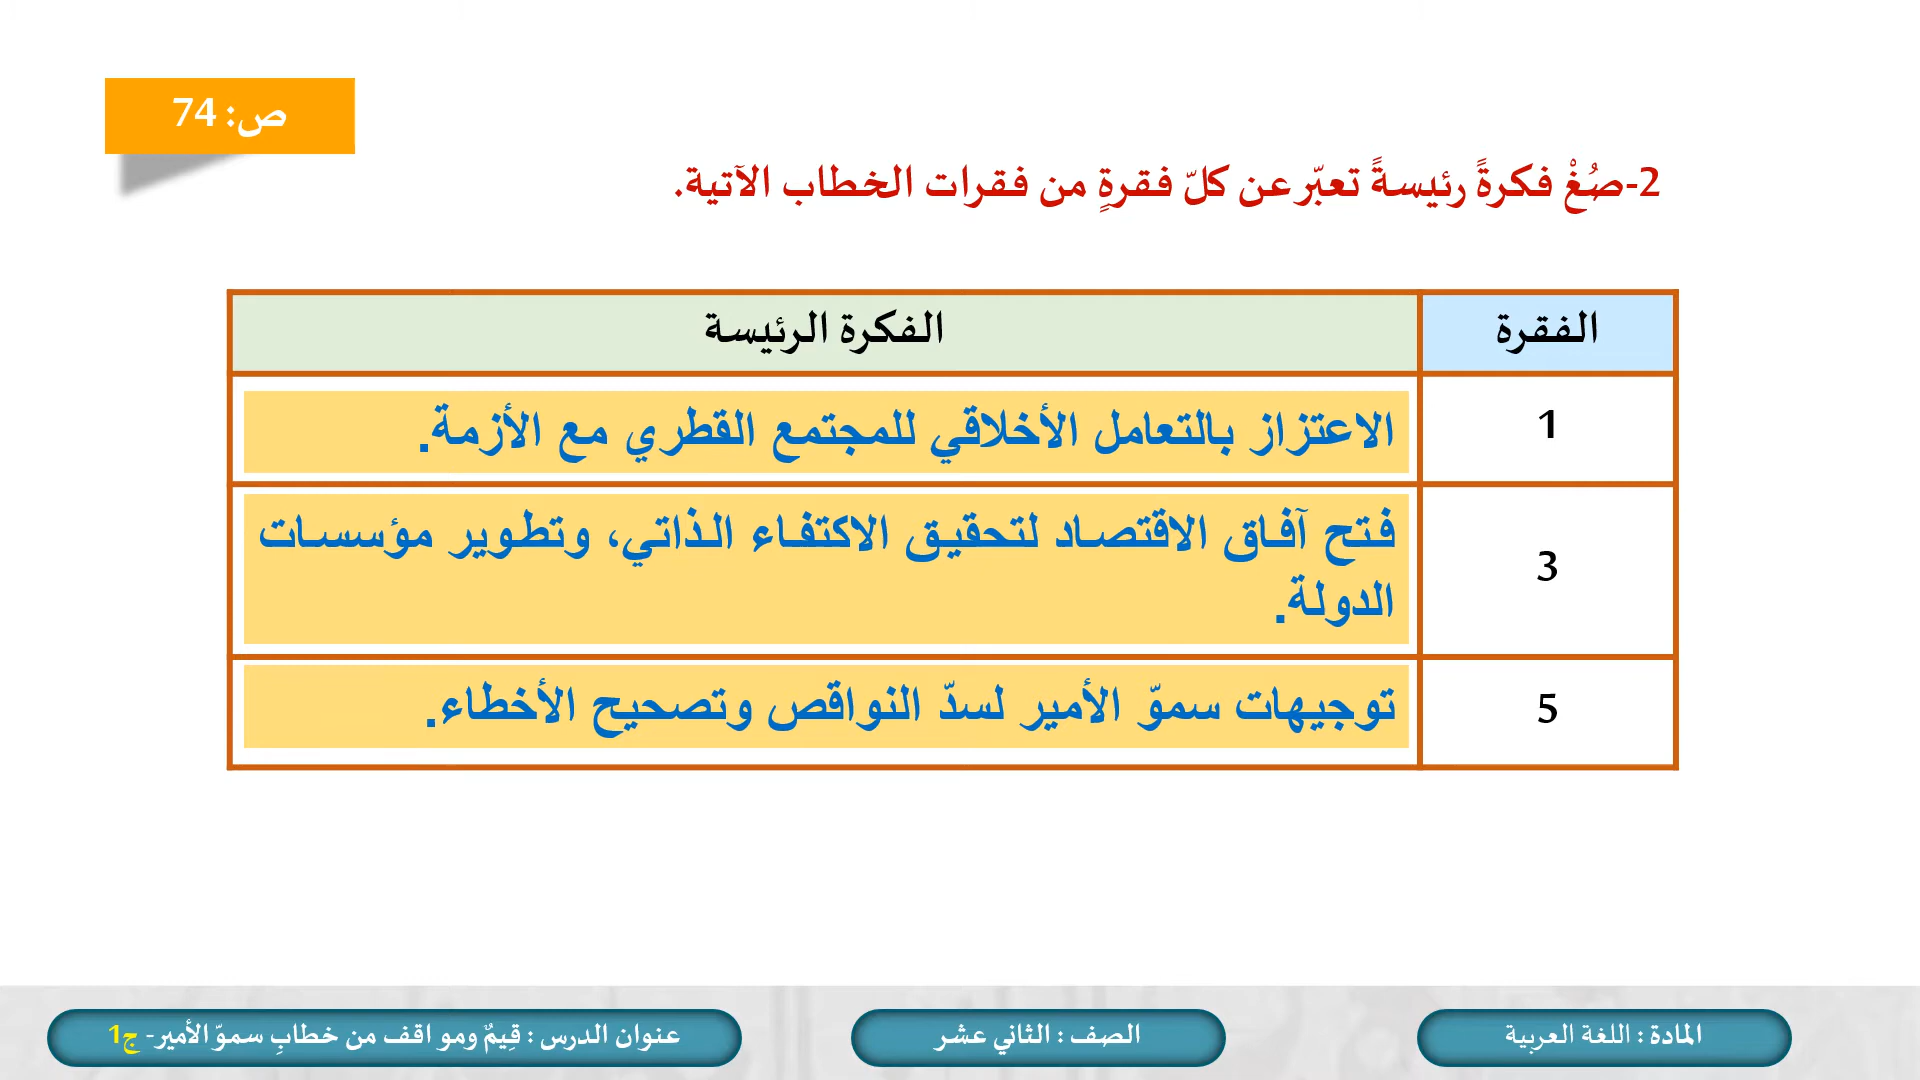 ص: 74
2-صُغْ فكرةً رئيسةً تعبّر عن كلّ فقرةٍ من فقرات الخطاب الآتية.
الفقرة الفكرة الرئيسة
1 الاعتزاز بالتعامل الأخلاقي للمجتمع القطري مع الأزمة.
3 فتح آفاق الاقتصاد لتحقيق الاكتفاء الذاتي، وتطوير مؤسسات
الدولة.
5 توجيهات سموّ الأمير لسدّ النواقص وتصحيح الأخطاء.
المادة : اللغة العربية
الصف : الثاني عشر
عنوان الدرس : قِيمٌ ومواقف من خطابِ سموّ الأمير- ج1